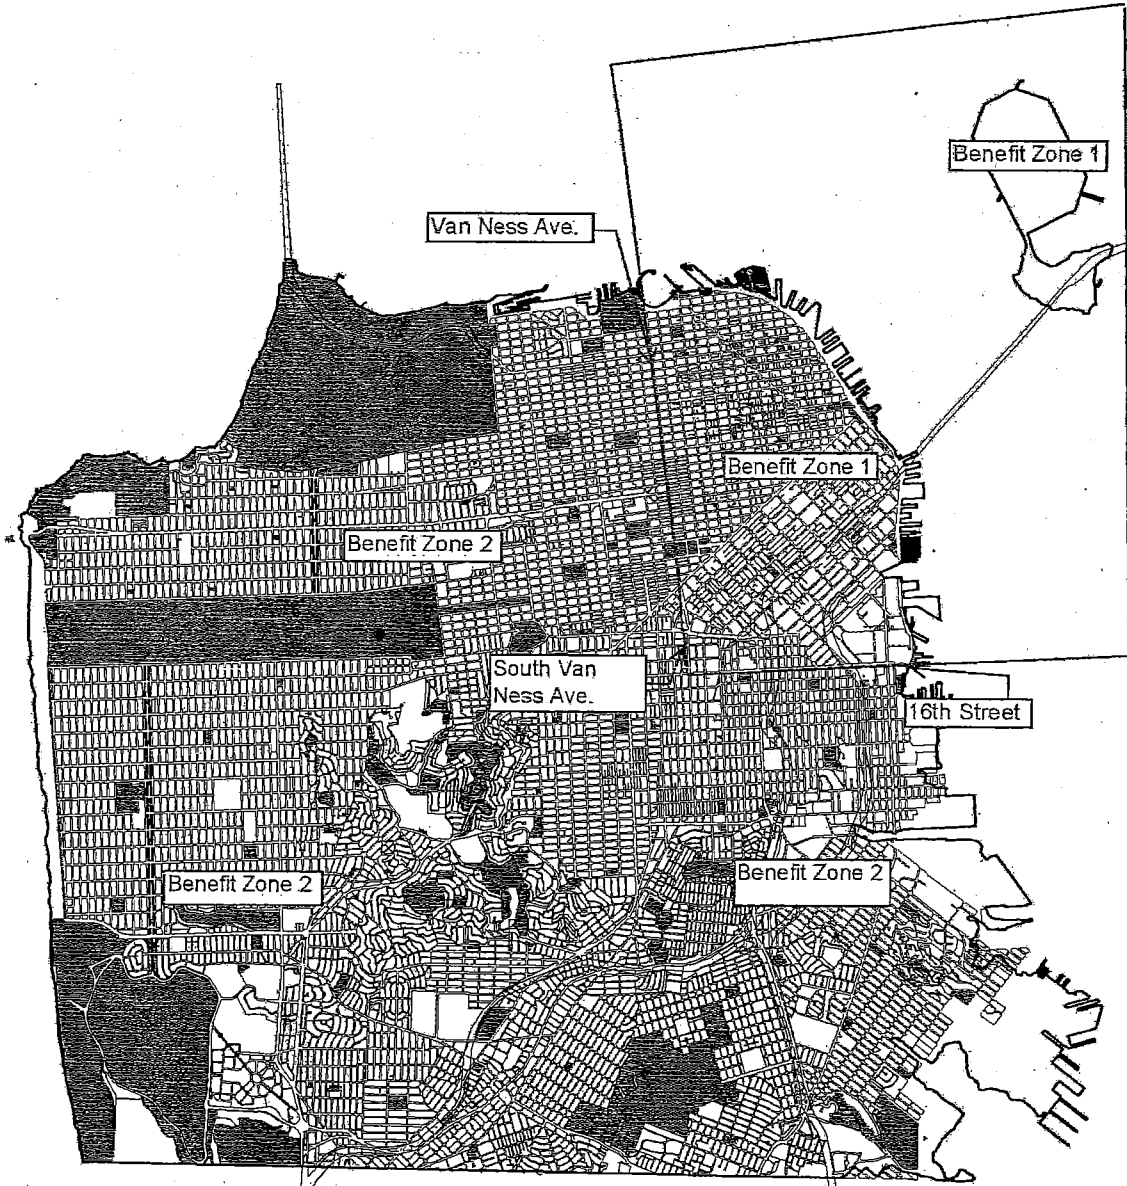 Benefit Zone 1
Van Ness Ave.
Benefit Zone 1
Benefit Zone 2
South Van
Ness Ave.
16th Street
Benefit Zone 2
Benefit Zone 2